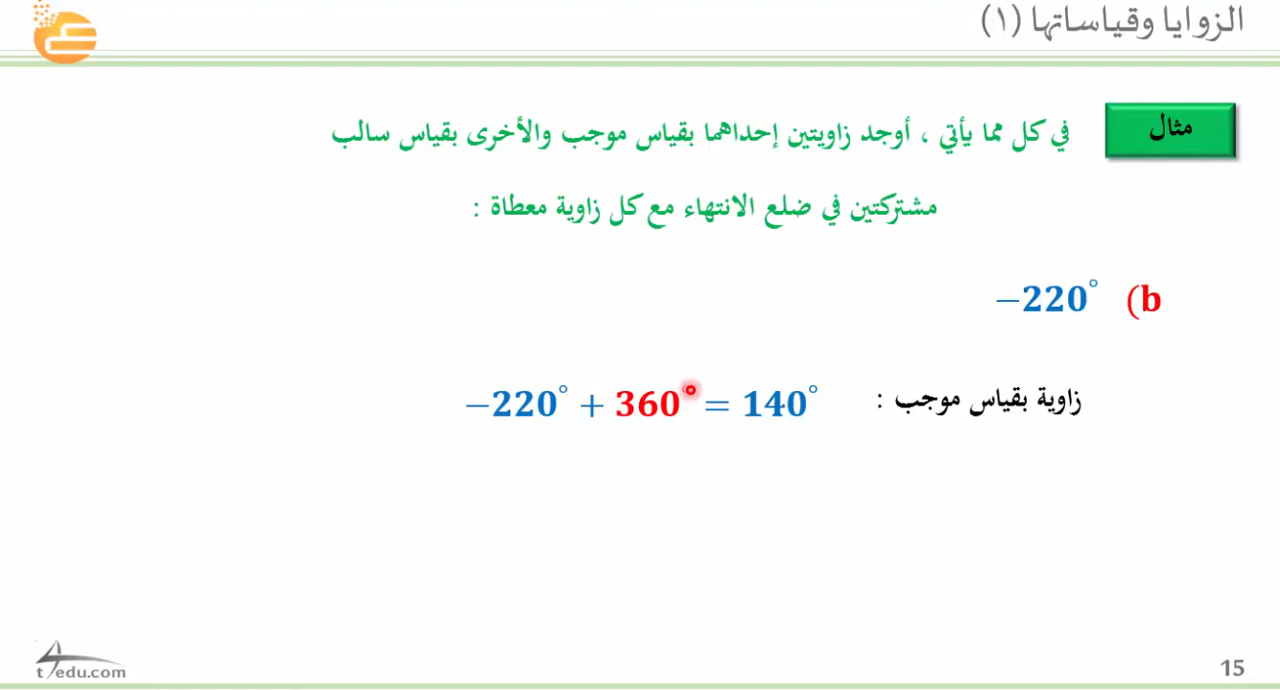 الزوايا وقياساتها (١)
مثال
في كل مما يأتي ، أوجد زاويتين إحداهما بقياس موجب والأخرى بقياس سالب
مشتركتين في ضلع الانتهاء مع كل زاوية معطاة :
(b −220°
زاوية بقياس موجب : −220° + 360° = 140°
t4edu.com
15